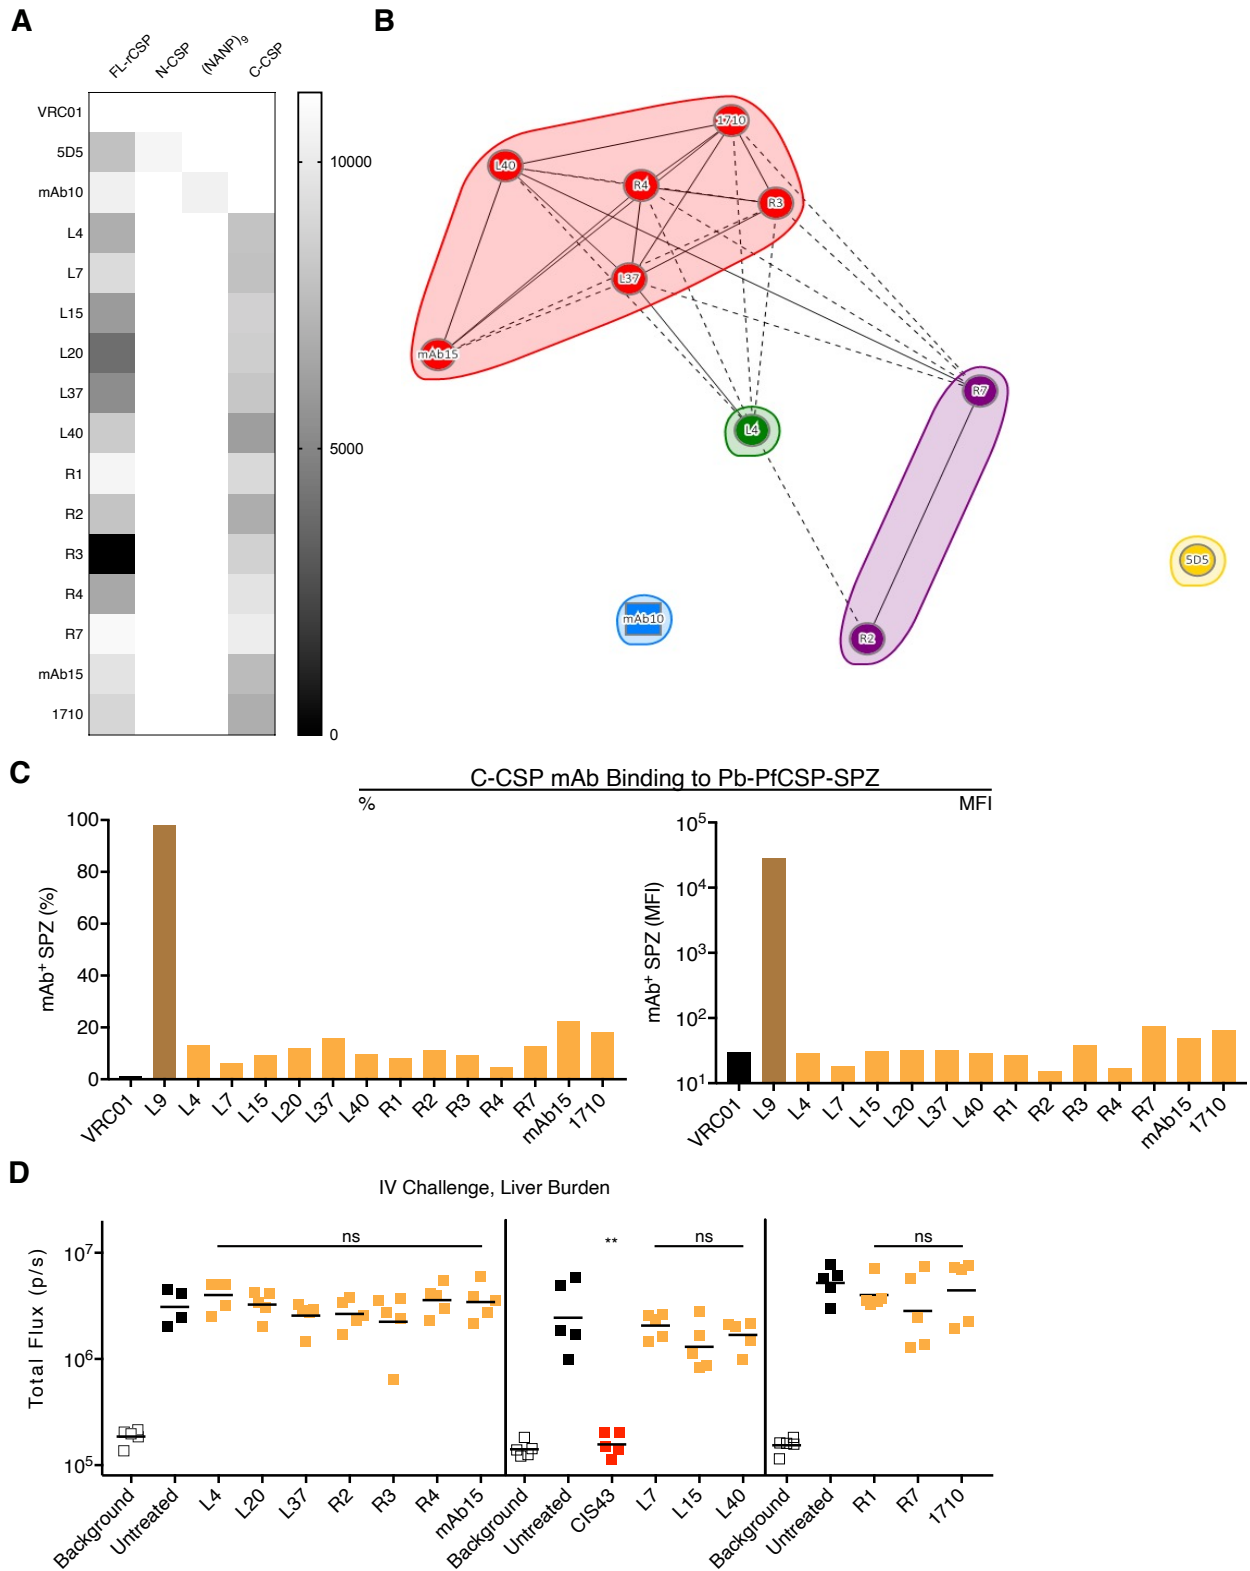 A
B
FL-rCSP
N-CSP
(NANP)9
C-CSP
VRC01
5D5
mAb10
L4
L7
L15
L20
L37
L40
R1
R2
R3
R4
R7
mAb15
1710
10000
5000
0
1710
L40
R4
R3
L37
mAb15
R7
L4
5D5
mAb10
R2
C
C-CSP mAb Binding to Pb-PfCSP-SPZ
%
MFI
mAb+ SPZ (%)
100
80
60
40
20
0
VRC01
L9
L4
L7
L15
L20
L37
L40
R1
R2
R3
R4
R7
mAb15
1710
mAb+ SPZ (MFI)
10^5
10^4
10^3
10^2
10^1
VRC01
L9
L4
L7
L15
L20
L37
L40
R1
R2
R3
R4
R7
mAb15
1710
D
IV Challenge, Liver Burden
Total Flux (p/s)
10^7
10^6
10^5
ns
**
ns
ns
Background
Untreated
L4
L20
L37
R2
R3
R4
mAb15
Background
Untreated
CIS43
L7
L15
L40
Background
Untreated
R1
R7
1710